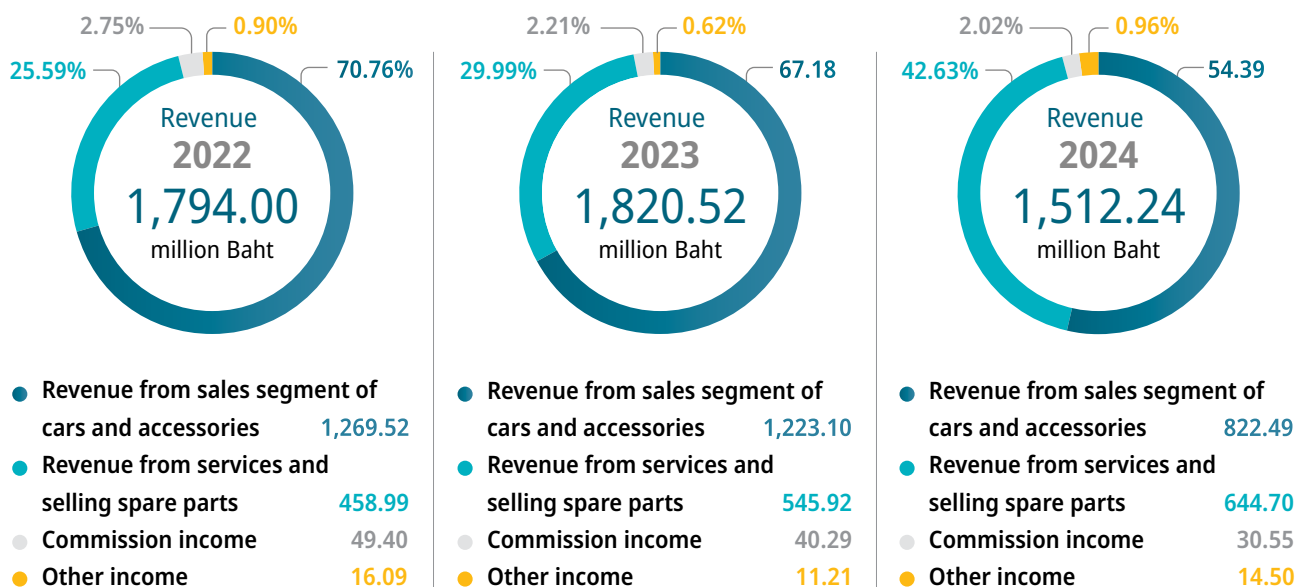 2.75%
0.90%
25.59%
70.76%
Revenue
2022
1,794.00
million Baht
Revenue from sales segment of
cars and accessories 1,269.52
Revenue from services and
selling spare parts 458.99
Commission income 49.40
Other income 16.09
2.21%
0.62%
29.99%
67.18
Revenue
2023
1,820.52
million Baht
Revenue from sales segment of
cars and accessories 1,223.10
Revenue from services and
selling spare parts 545.92
Commission income 40.29
Other income 11.21
2.02%
0.96%
42.63%
54.39
Revenue
2024
1,512.24
million Baht
Revenue from sales segment of
cars and accessories 822.49
Revenue from services and
selling spare parts 644.70
Commission income 30.55
Other income 14.50